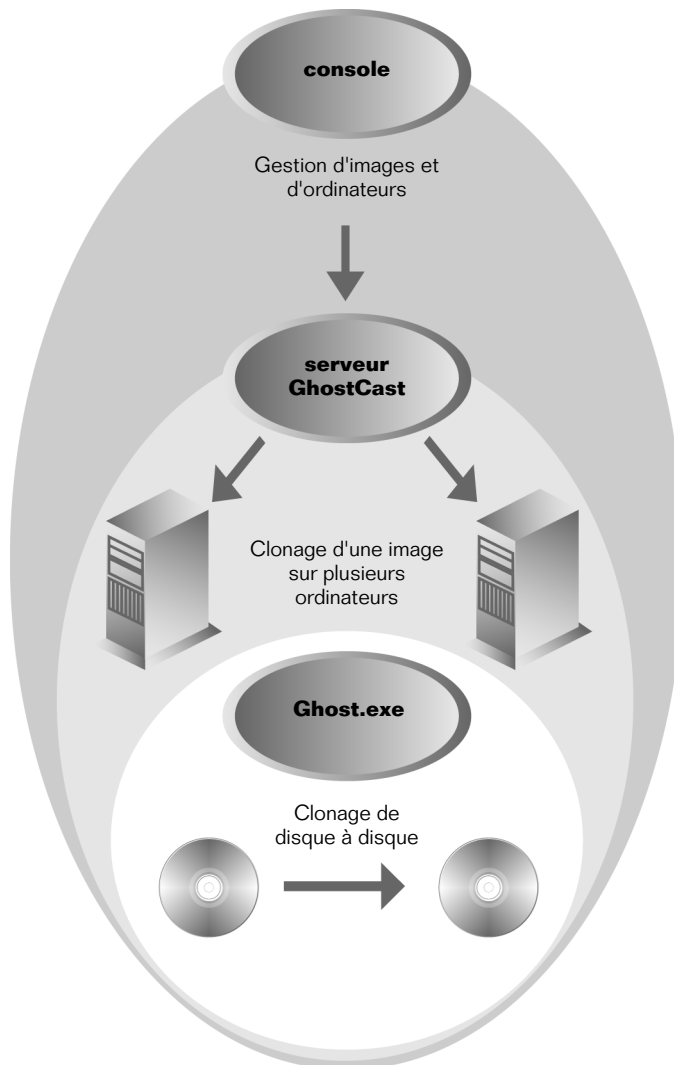 console
Gestion d'images et
d'ordinateurs
serveur
GhostCast
Clonage d'une image
sur plusieurs
ordinateurs
Ghost.exe
Clonage de
disque à disque